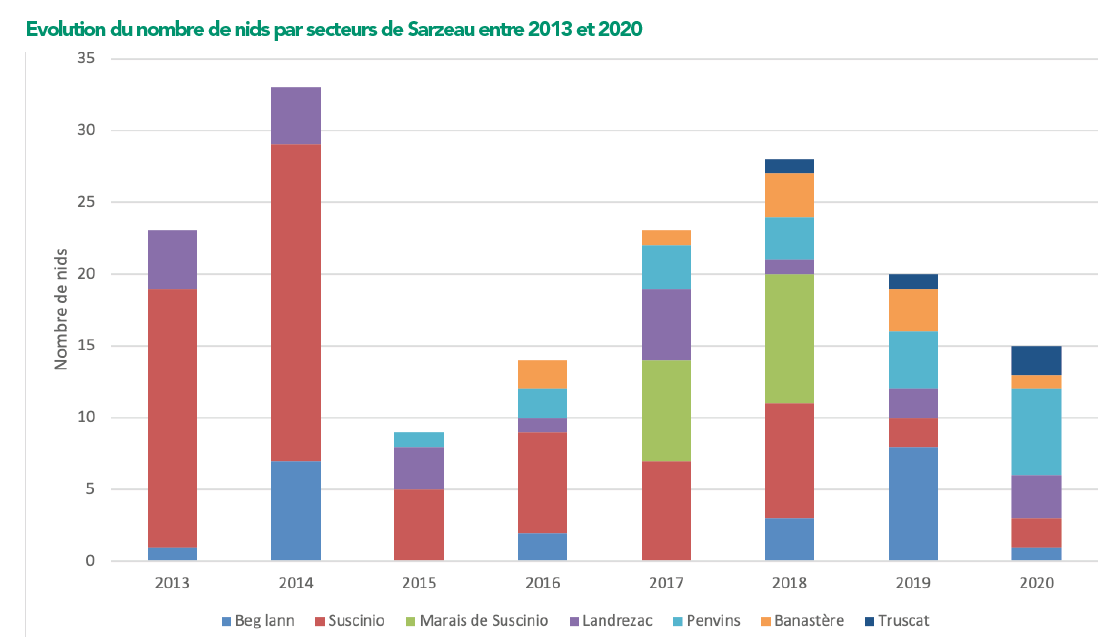 Evolution du nombre de nids par secteurs de Sarzeau entre 2013 et 2020
35
30
25
20
15
10
5
0
Nombre de nids
2013 2014 2015 2016 2017 2018 2019 2020
Beg lann Suscinio Marais de Suscinio Landrezac Penvins Banastère Truscat